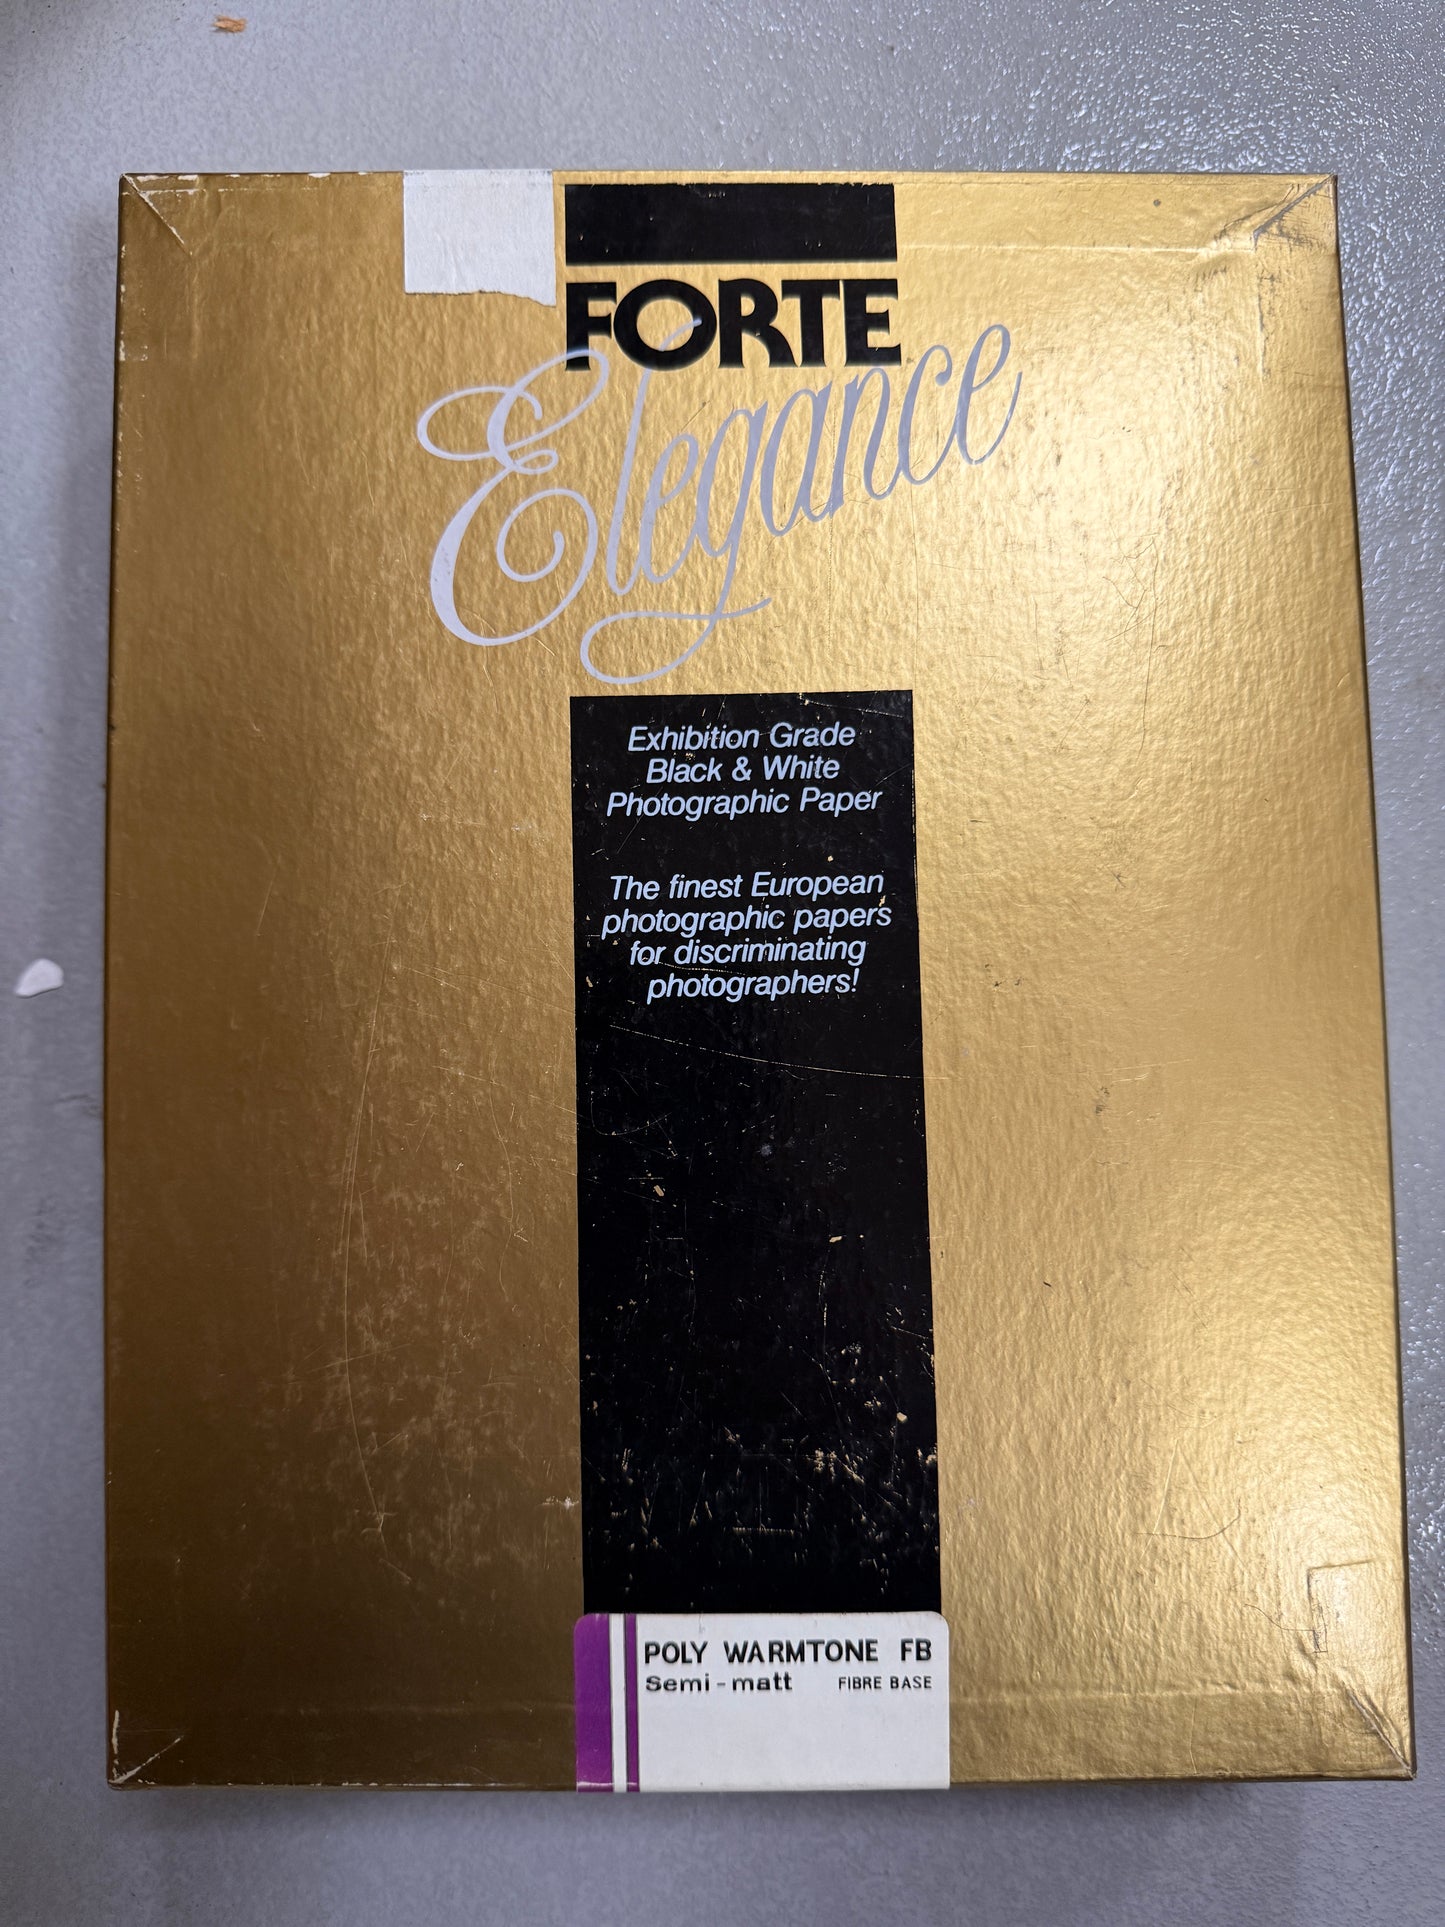 FORTE
Elegance
Exhibition Grade
Black & White
Photographic Paper
The finest European
photographic papers
for discriminating
photographers!
POLY WARMTONE FB
Semi-matt FIBRE BASE